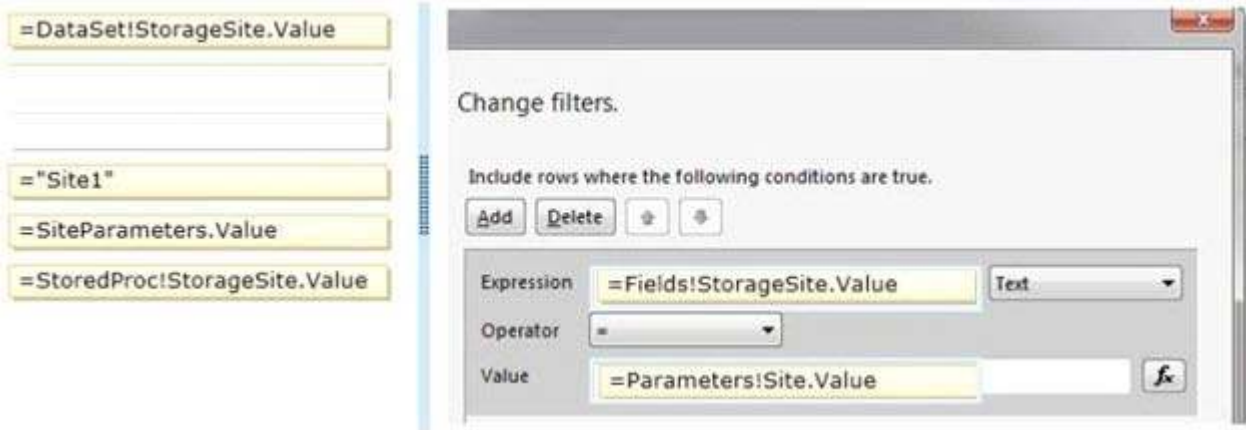 =DataSet!StorageSite.Value
="Site1"
=SiteParameters.Value
=StoredProc!StorageSite.Value
x
Change filters.
Include rows where the following conditions are true.
Add Delete
Expression =Fields!StorageSite.Value Text
Operator =
Value =Parameters!Site.Value fx